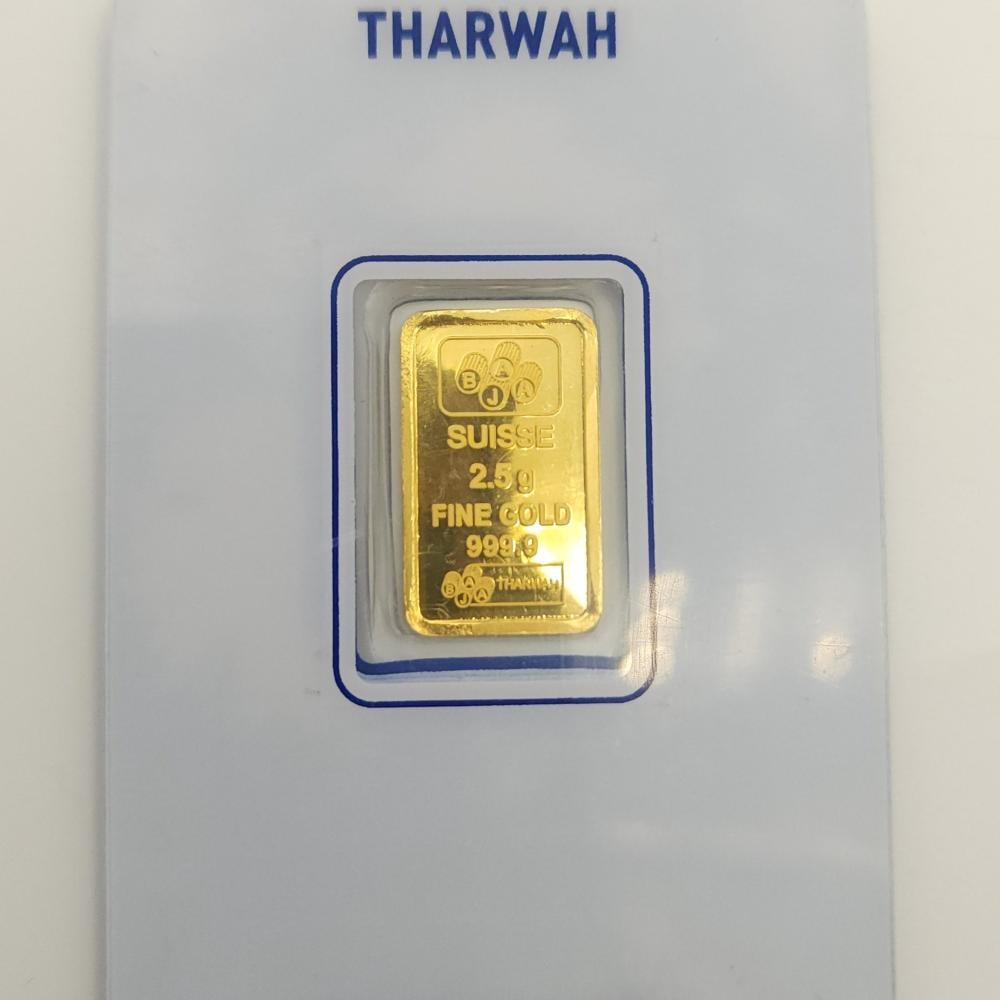 THARWAH
B A J A
SUISSE
2.5g
FINE GOLD
999.9
B A J A THARWAH